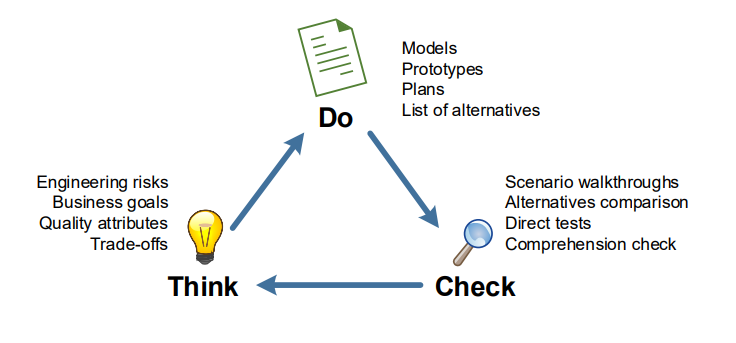 Models
Prototypes
Plans
List of alternatives
Do
Engineering risks
Business goals
Quality attributes
Trade-offs
Think
Scenario walkthroughs
Alternatives comparison
Direct tests
Comprehension check
Check